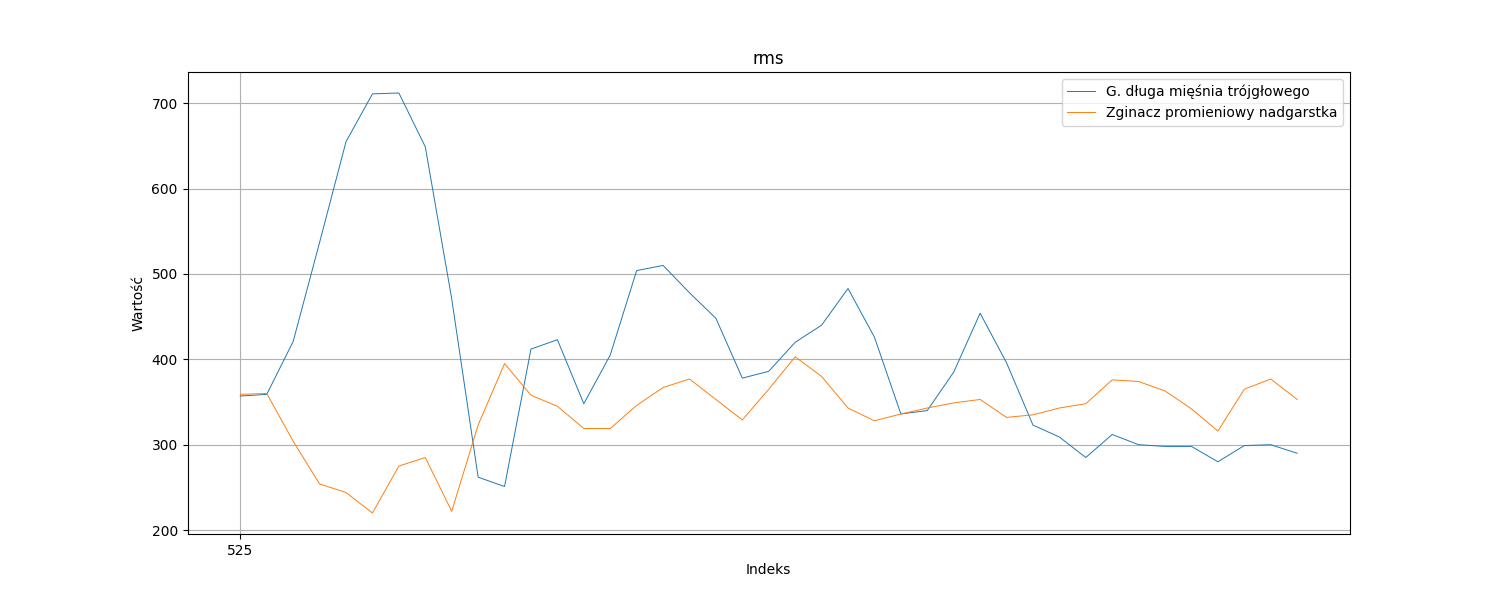 rms
G. długa mięśnia trójgłowego
Zginacz promieniowy nadgarstka
700
600
500
400
300
200
Wartość
525
Indeks